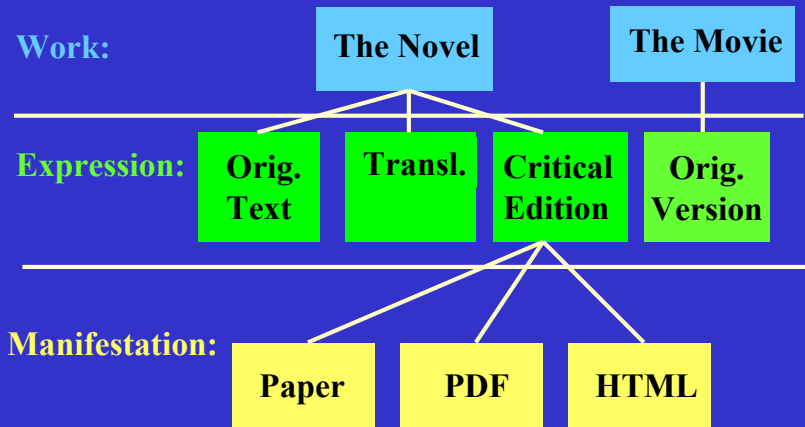 Work:
The Novel
The Movie
Expression:
Orig.
Text
Transl.
Critical
Edition
Orig.
Version
Manifestation:
Paper
PDF
HTML